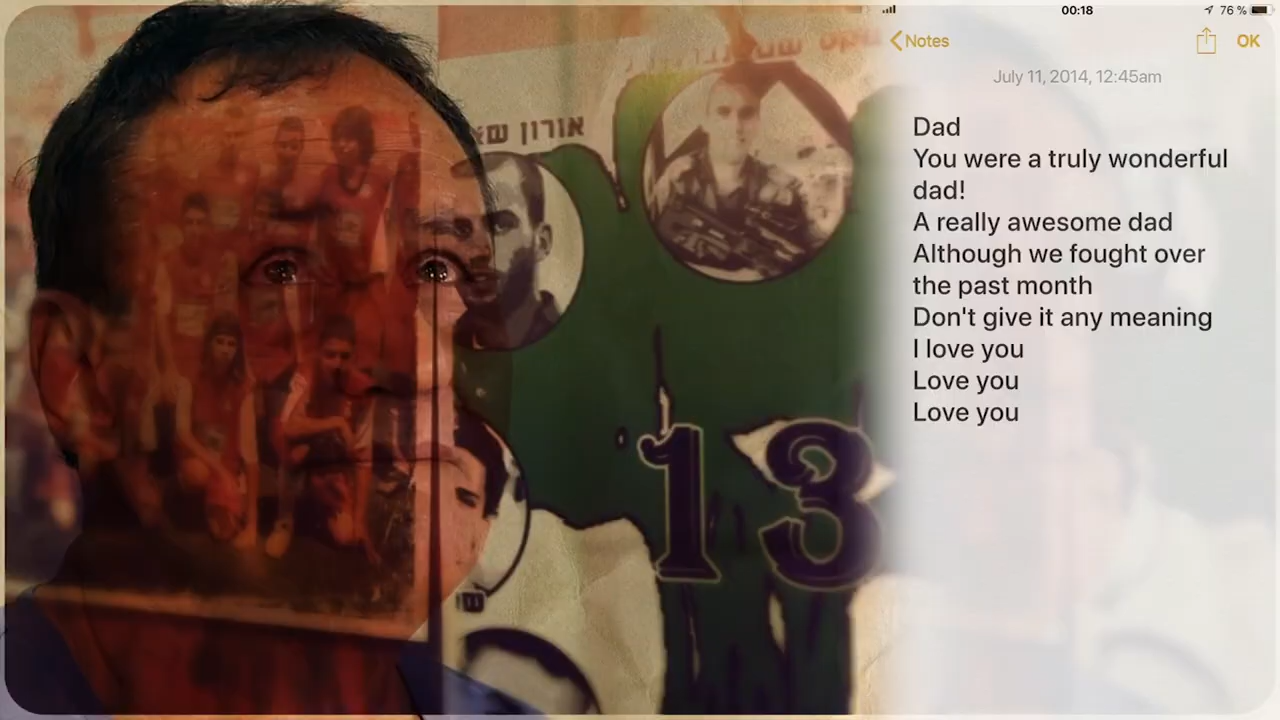 00:18
76 %
Notes
OK
July 11, 2014, 12:45am
Dad
You were a truly wonderful
dad!
A really awesome dad
Although we fought over
the past month
Don't give it any meaning
I love you
Love you
Love you
אורון
13